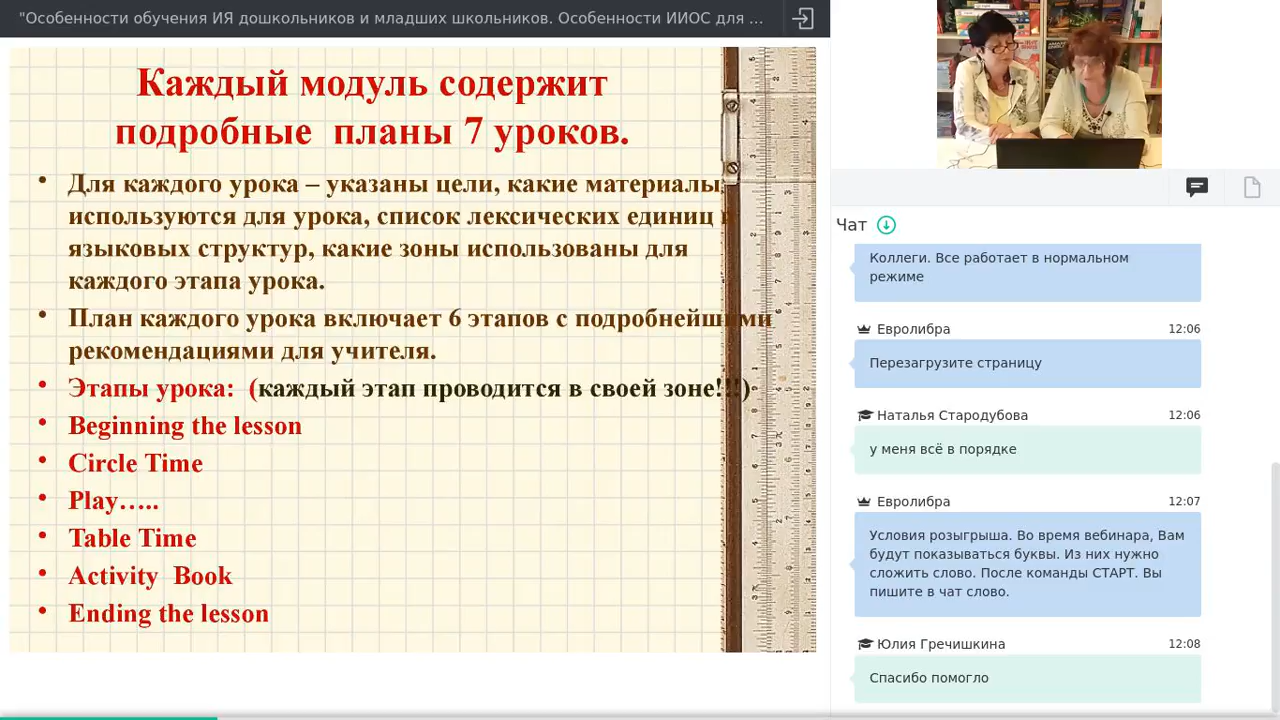 "Особенности обучения ИЯ дошкольников и младших школьников. Особенности ИИОС для ...
Каждый модуль содержит
подробные планы 7 уроков.
• Для каждого урока – указаны цели, какие материалы
используются для урока, список лексических единиц и
языковых структур, какие зоны использованы для
каждого этапа урока.
• План каждого урока включает 6 этапов с подробнейшими
рекомендациями для учителя.
• Этапы урока: (каждый этап проводится в своей зоне!!!)
• Beginning the lesson
• Circle Time
• Play.....
• Table Time
• Activity Book
• Ending the lesson
Чат
Коллеги. Все работает в нормальном
режиме
Евролибра 12:06
Перезагрузите страницу
Наталья Стародубова 12:06
у меня всё в порядке
Евролибра 12:07
Условия розыгрыша. Во время вебинара, Вам
будут показываться буквы. Из них нужно
сложить слово. После команды СТАРТ. Вы
пишите в чат слово.
Юлия Гречишкина 12:08
Спасибо помогло